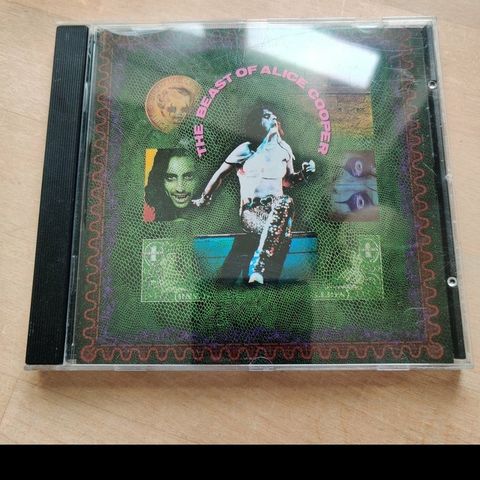 THE BEAST OF ALICE COOPER